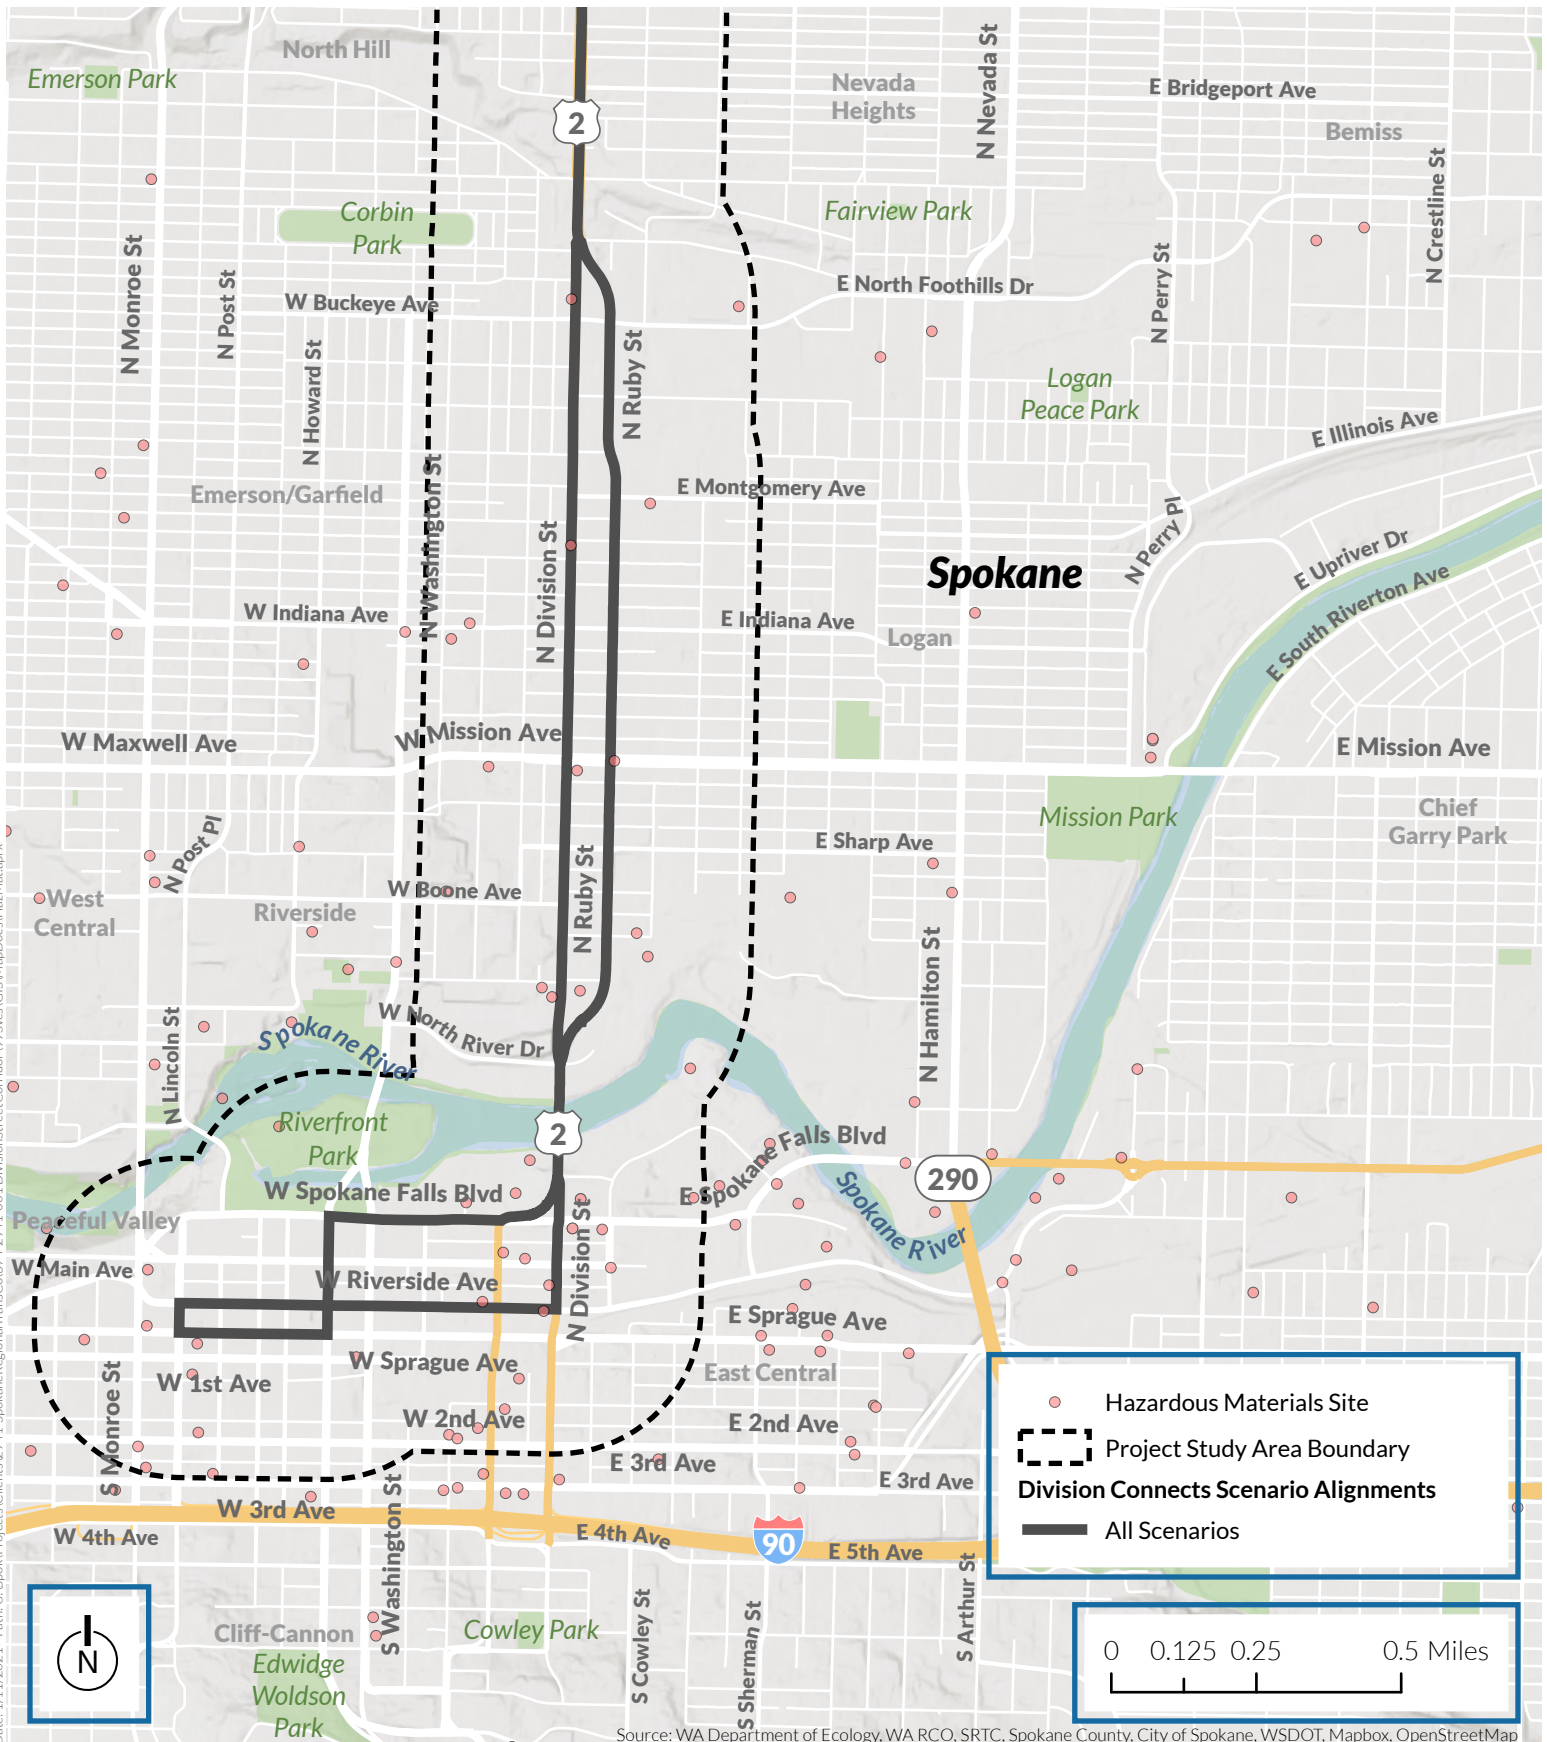 North Hill
Emerson Park
2
Nevada
Heights
N Nevada St
E Bridgeport Ave
Bemiss
N Crestline St
Corbin
Park
Fairview Park
N Monroe St
N Post St
W Buckeye Ave
E North Foothills Dr
N Perry St
N Howard St
N Ruby St
Logan
Peace Park
E Illinois Ave
Emerson/Garfield
N Washington St
E Montgomery Ave
N Division St
N Perry Pl
E Upriver Dr
Spokane
E South Riverton Ave
W Indiana Ave
E Indiana Ave
Logan
W Maxwell Ave
W Mission Ave
E Mission Ave
Mission Park
Chief
Garry Park
N Post Pl
E Sharp Ave
N Ruby St
West
Central
W Boone Ave
Riverside
N Hamilton St
N Lincoln St
Spokane River
W North River Dr
Riverfront
Park
2
E Spokane Falls Blvd
290
W Spokane Falls Blvd
Spokane River
Peaceful Valley
W Main Ave
W Riverside Ave
N Division St
E Sprague Ave
W Sprague Ave
East Central
W 1st Ave
S Monroe St
W 2nd Ave
E 2nd Ave
E 3rd Ave
E 3rd Ave
W 3rd Ave
W 4th Ave
E 4th Ave
90
E 5th Ave
S Washington St
S Cowley St
S Sherman St
S Arthur St
Cliff-Cannon
Cowley Park
Edwidge
Woldson
Park
Hazardous Materials Site
Project Study Area Boundary
Division Connects Scenario Alignments
All Scenarios
N
0 0.125 0.25 0.5 Miles
Source: WA Department of Ecology, WA RCO, SRTC, Spokane County, City of Spokane, WSDOT, Mapbox, OpenStreetMap